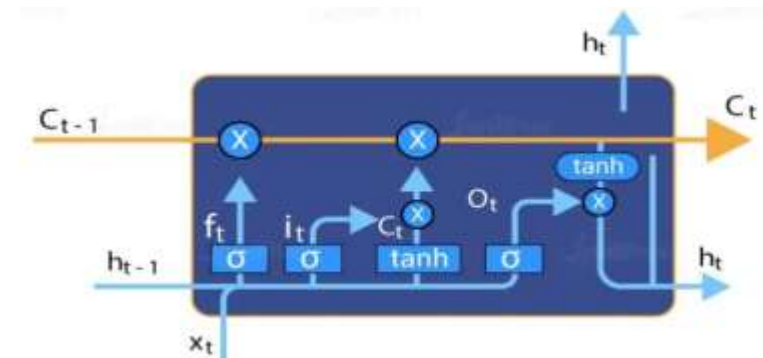 hₜ
Cₜ₋₁ X X Cₜ
tanh
fₜ iₜ Cₜ X Oₜ X
hₜ₋₁ σ σ tanh σ hₜ
xₜ